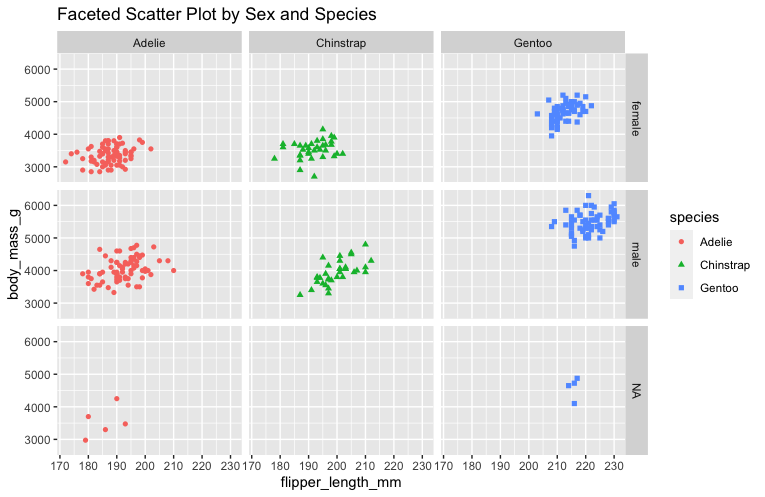 Faceted Scatter Plot by Sex and Species
Adelie Chinstrap Gentoo
6000
5000
4000
3000
female
body_mass_g
6000
5000
4000
3000
male
6000
5000
4000
3000
NA
170 180 190 200 210 220 230 170 180 190 200 210 220 230 170 180 190 200 210 220 230
flipper_length_mm
species
Adelie
Chinstrap
Gentoo